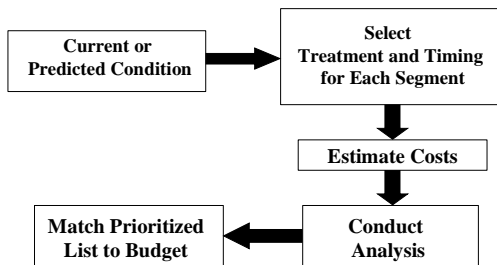 Current or
Predicted Condition
Select
Treatment and Timing
for Each Segment
Estimate Costs
Conduct
Analysis
Match Prioritized
List to Budget